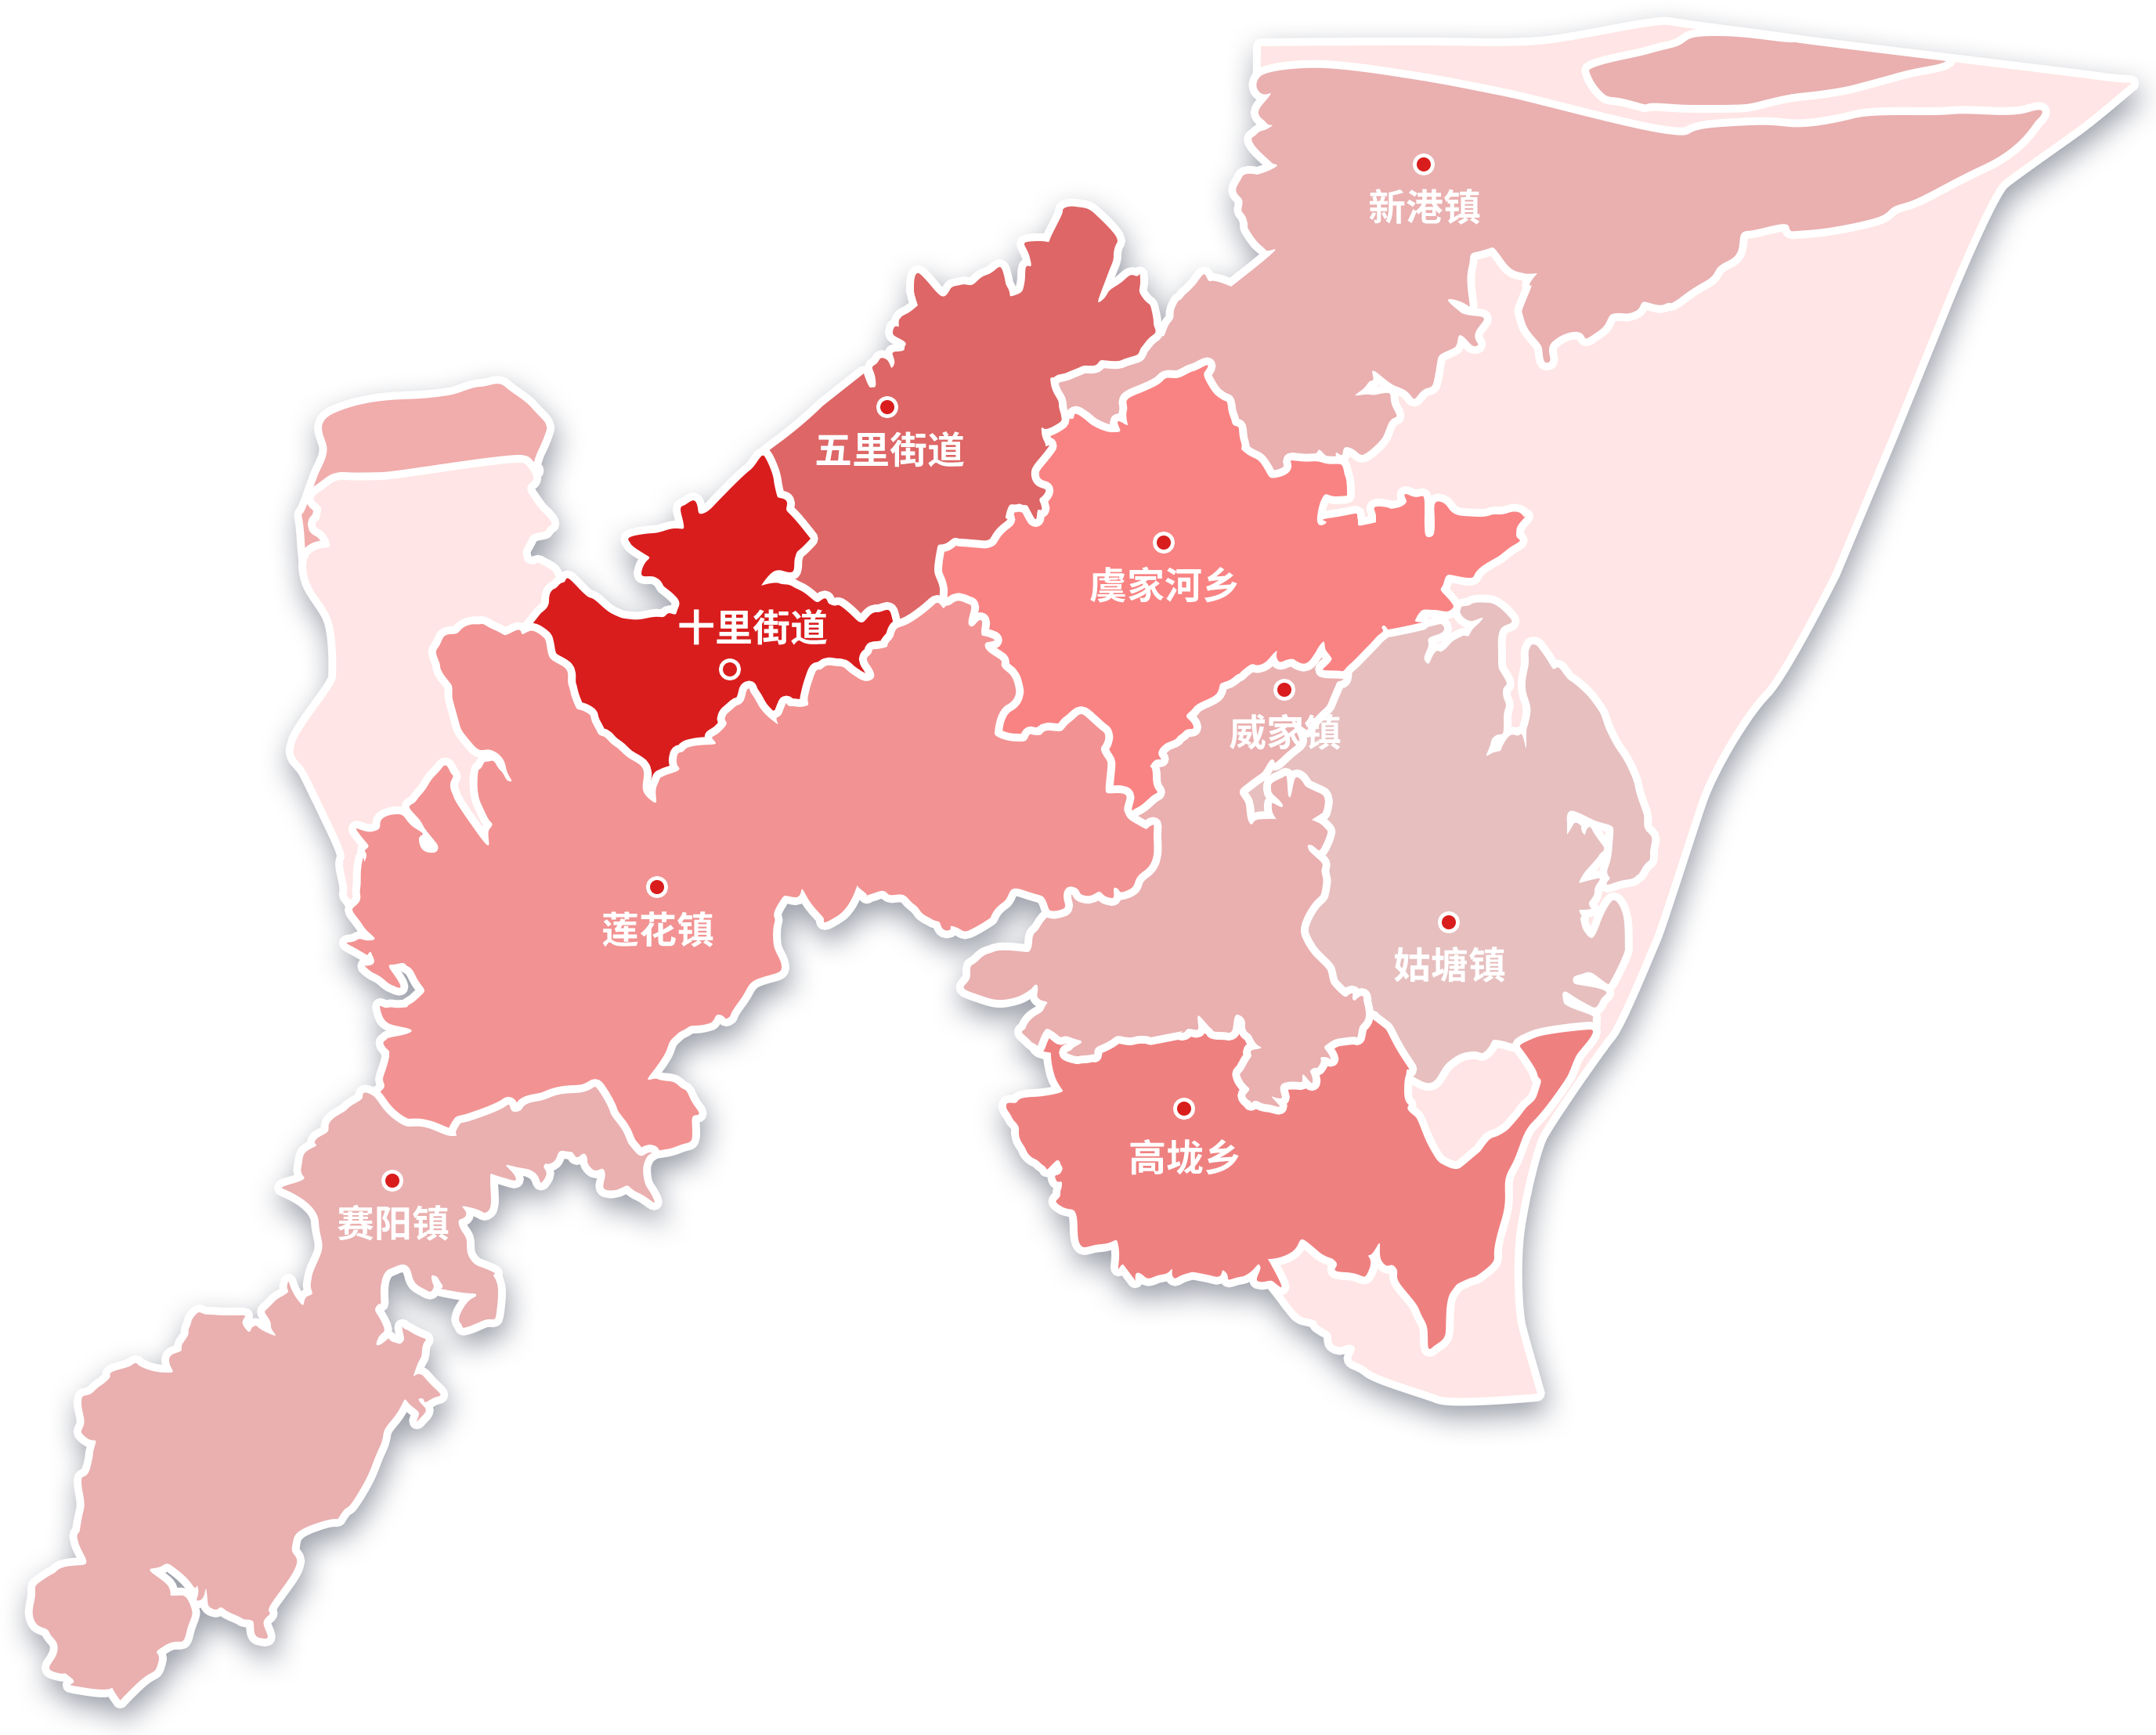 新港镇
五里街道
虞家河乡
十里街道
威家镇
莲花镇
姑塘镇
高垅乡
赛阳镇